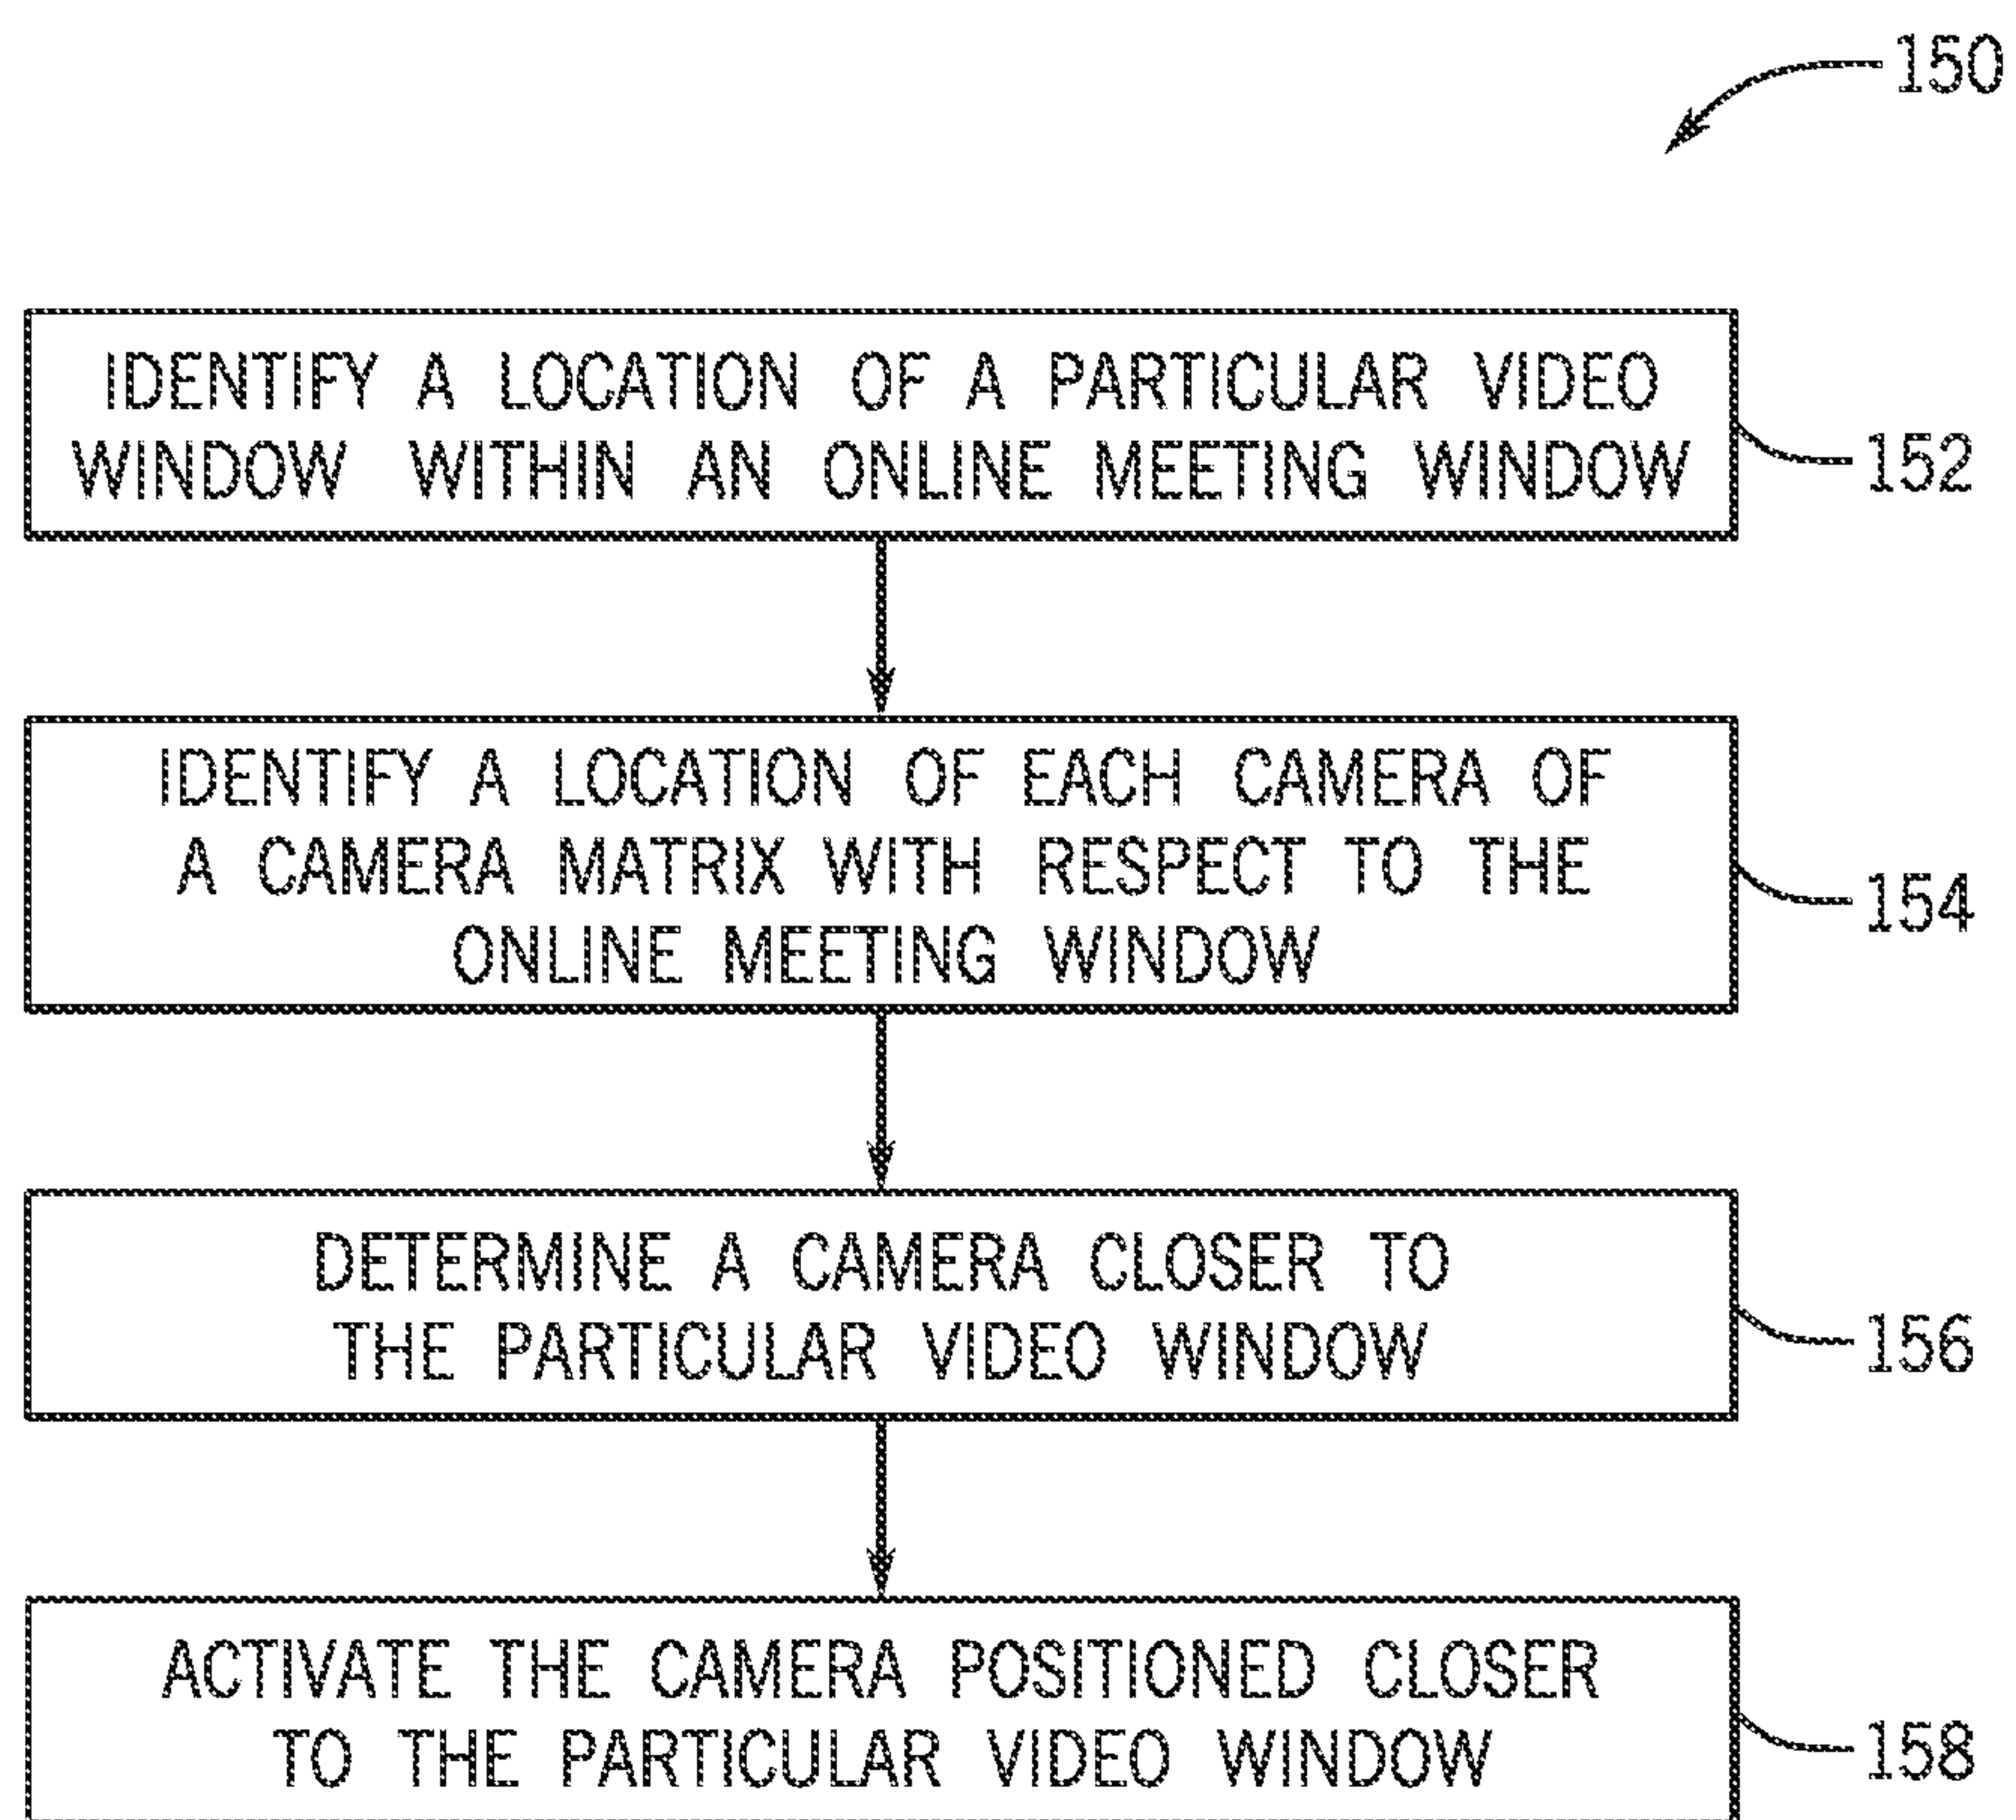 150
IDENTIFY A LOCATION OF A PARTICULAR VIDEO
WINDOW WITHIN AN ONLINE MEETING WINDOW
152
IDENTIFY A LOCATION OF EACH CAMERA OF
A CAMERA MATRIX WITH RESPECT TO THE
ONLINE MEETING WINDOW
154
DETERMINE A CAMERA CLOSER TO
THE PARTICULAR VIDEO WINDOW
156
ACTIVATE THE CAMERA POSITIONED CLOSER
TO THE PARTICULAR VIDEO WINDOW
158